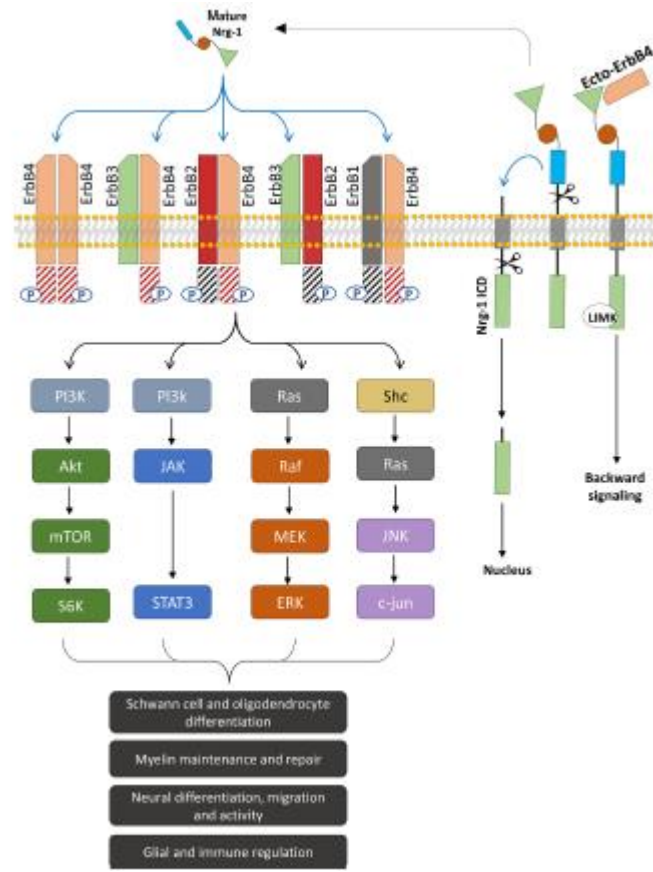 Mature
Nrg-1
Ecto-ErbB4
ErbB4
ErbB4
ErbB3
ErbB4
ErbB2
ErbB4
ErbB3
ErbB2
ErbB1
ErbB4
P
P
P
P
P
P
P
P
Nrg-1 ICD
LIMK
PI3K
PI3k
Ras
Shc
Akt
JAK
Raf
Ras
mTOR
MEK
JNK
S6K
STAT3
ERK
c-jun
Backward
signaling
Nucleus
Schwann cell and oligodendrocyte
differentiation
Myelin maintenance and repair
Neural differentiation, migration
and activity
Glial and immune regulation